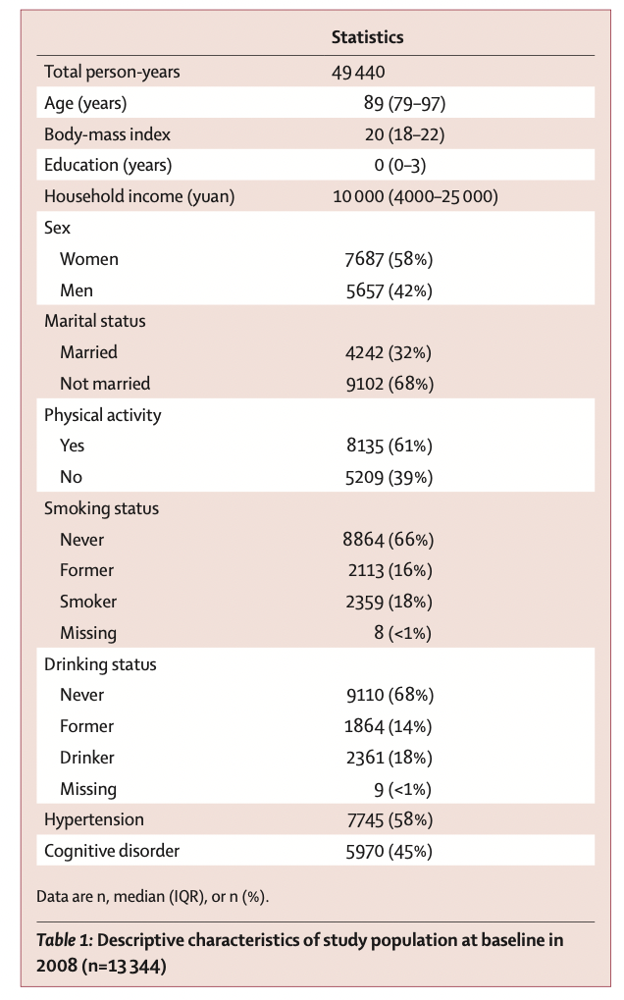 Statistics
Total person-years 49 440
Age (years) 89 (79–97)
Body-mass index 20 (18–22)
Education (years) 0 (0–3)
Household income (yuan) 10 000 (4000–25 000)
Sex
Women 7687 (58%)
Men 5657 (42%)
Marital status
Married 4242 (32%)
Not married 9102 (68%)
Physical activity
Yes 8135 (61%)
No 5209 (39%)
Smoking status
Never 8864 (66%)
Former 2113 (16%)
Smoker 2359 (18%)
Missing 8 (<1%)
Drinking status
Never 9110 (68%)
Former 1864 (14%)
Drinker 2361 (18%)
Missing 9 (<1%)
Hypertension 7745 (58%)
Cognitive disorder 5970 (45%)
Data are n, median (IQR), or n (%).
Table 1: Descriptive characteristics of study population at baseline in
2008 (n=13 344)